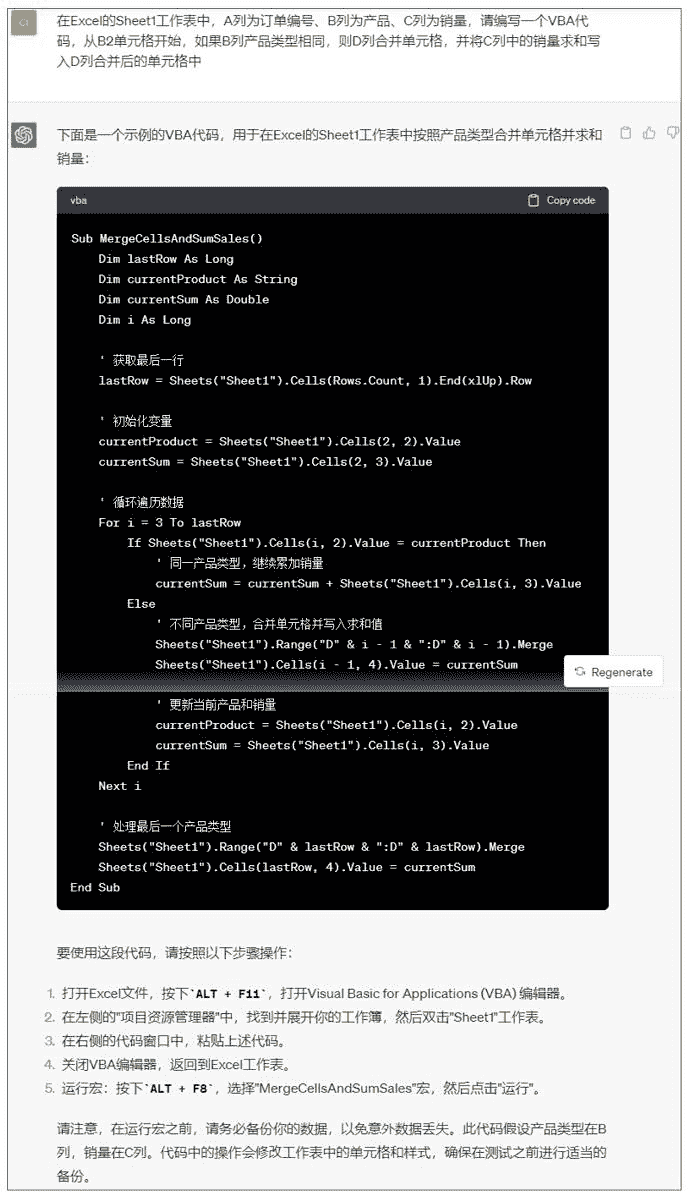 在Excel的Sheet1工作表中，A列为订单编号、B列为产品、C列为销量，请编写一个VBA代
码，从B2单元格开始，如果B列产品类型相同，则D列合并单元格，并将C列中的销量求和写
入D列合并后的单元格中
下面是一个示例的VBA代码，用于在Excel的Sheet1工作表中按照产品类型合并单元格并求和
销量：
vba Copy code
Sub MergeCellsAndSumSales()
    Dim lastRow As Long
    Dim currentProduct As String
    Dim currentSum As Double
    Dim i As Long
    ' 获取最后一行
    lastRow = Sheets("Sheet1").Cells(Rows.Count, 1).End(xlUp).Row
    ' 初始化变量
    currentProduct = Sheets("Sheet1").Cells(2, 2).Value
    currentSum = Sheets("Sheet1").Cells(2, 3).Value
    ' 循环遍历数据
    For i = 3 To lastRow
        If Sheets("Sheet1").Cells(i, 2).Value = currentProduct Then
            ' 同一产品类型，继续累加销量
            currentSum = currentSum + Sheets("Sheet1").Cells(i, 3).Value
        Else
            ' 不同产品类型，合并单元格并写入求和值
            Sheets("Sheet1").Range("D" & i - 1 & ":D" & i - 1).Merge
            Sheets("Sheet1").Cells(i - 1, 4).Value = currentSum
Regenerate
            ' 更新当前产品和销量
            currentProduct = Sheets("Sheet1").Cells(i, 2).Value
            currentSum = Sheets("Sheet1").Cells(i, 3).Value
        End If
    Next i
    ' 处理最后一个产品类型
    Sheets("Sheet1").Range("D" & lastRow & ":D" & lastRow).Merge
    Sheets("Sheet1").Cells(lastRow, 4).Value = currentSum
End Sub
要使用这段代码，请按照以下步骤操作：
1. 打开Excel文件，按下`ALT + F11`，打开Visual Basic for Applications (VBA) 编辑器。
2. 在左侧的"项目资源管理器"中，找到并展开你的工作簿，然后双击"Sheet1"工作表。
3. 在右侧的代码窗口中，粘贴上述代码。
4. 关闭VBA编辑器，返回到Excel工作表。
5. 运行宏：按下`ALT + F8`，选择"MergeCellsAndSumSales"宏，然后点击"运行"。
请注意，在运行宏之前，请务必备份你的数据，以免意外数据丢失。此代码假设产品类型在B
列，销量在C列。代码中的操作会修改工作表中的单元格和样式，确保在测试之前进行适当的
备份。